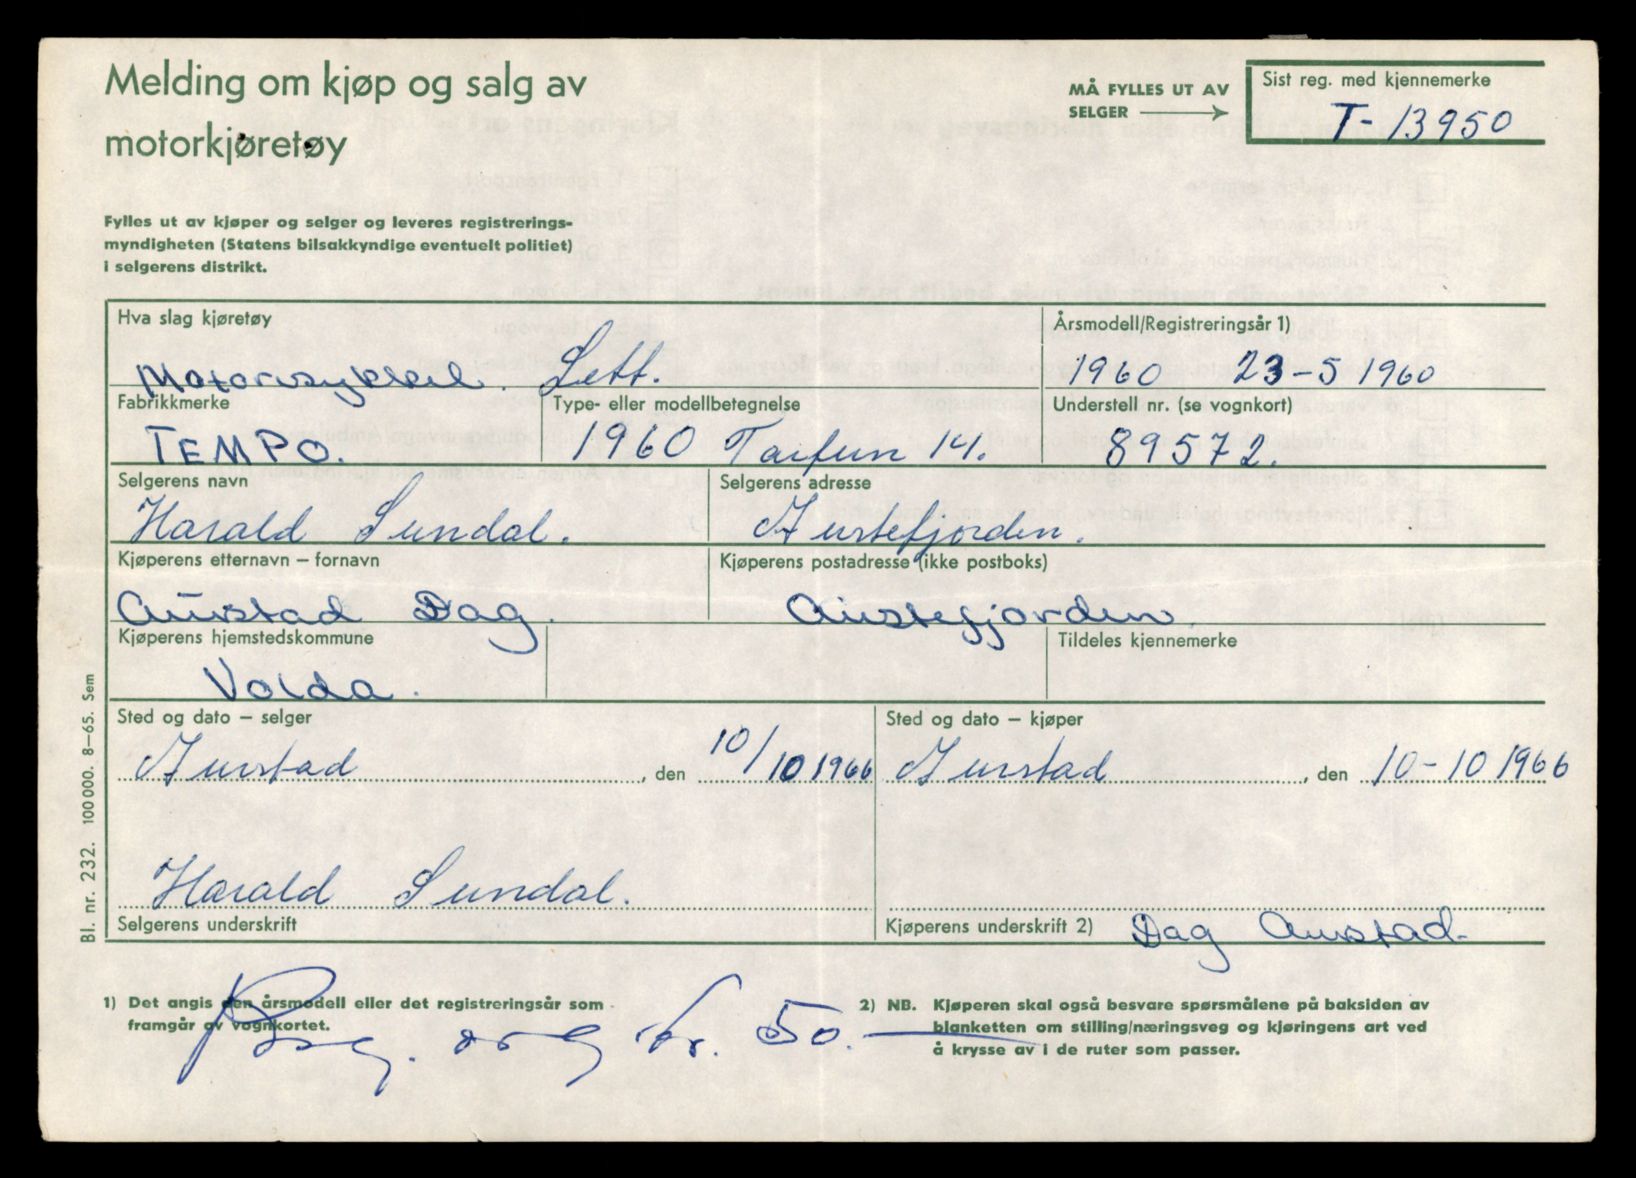 Melding om kjøp og salg av
motorkjøretøy
MÅ FYLLES UT AV
SELGER
Sist reg. med kjennemerke
T- 13950
Fylles ut av kjøper og selger og leveres registrerings-
myndigheten (Statens bilsakkyndige eventuelt politiet)
i selgerens distrikt.
Hva slag kjøretøy
Årsmodell/Registreringsår 1)
Motorsykkel. Lett.
1960 23-5 1960
Fabrikkmerke
Type- eller modellbetegnelse
Understell nr. (se vognkort)
TEMPO.
1960 Taifun 14.
89572.
Selgerens navn
Selgerens adresse
Harald Sundal.
Austefjorden.
Kjøperens etternavn – fornavn
Kjøperens postadresse (ikke postboks)
Aurstad Dag.
Austefjorden.
Kjøperens hjemstedskommune
Tildeles kjennemerke
Volda.
Sted og dato – selger
Sted og dato – kjøper
Aurstad, den 10/10 1966
Aurstad, den 10-10 1966
Harald Sundal.
Selgerens underskrift
Kjøperens underskrift 2) Dag Aurstad.
Bl. nr. 232. 100 000. 8–65. Sem
1) Det angis den årsmodell eller det registreringsår som
framgår av vognkortet.
2) NB. Kjøperen skal også besvare spørsmålene på baksiden av
blanketten om stilling/næringsveg og kjøringens art ved
å krysse av i de ruter som passer.
kr. 50.—